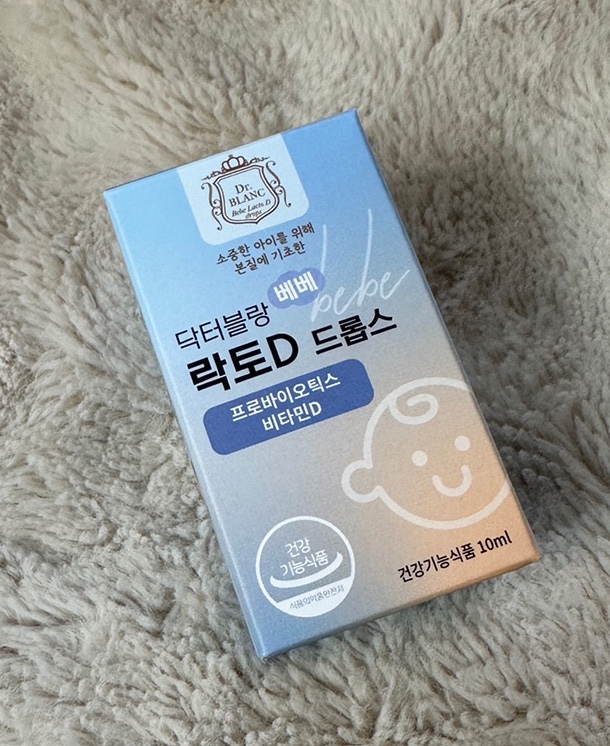 Dr.
BLANC
Bebe Lacto D
drops
소중한 아이를 위해
본질에 기초한
베베
bebe
닥터블랑
락토D 드롭스
프로바이오틱스
비타민D
건강
기능식품
식품의약품안전처
건강기능식품 10ml